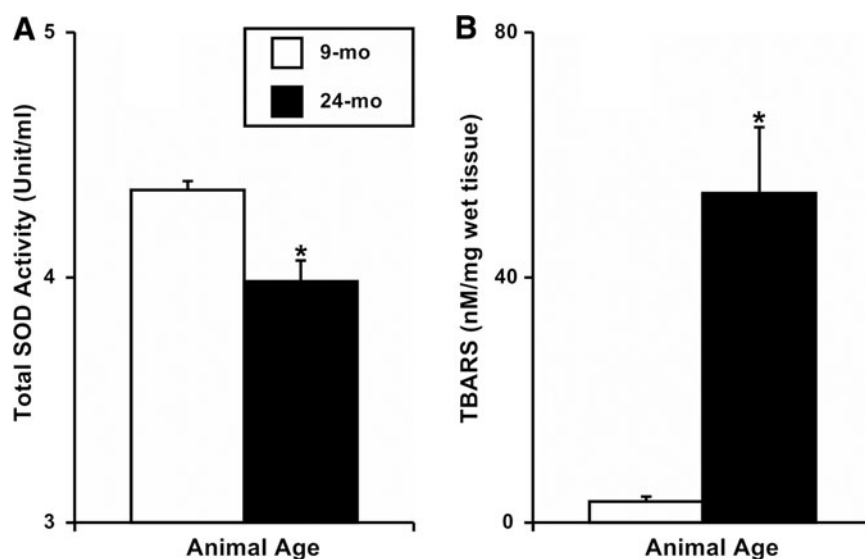 A
5
4
3
Total SOD Activity (Unit/ml)
9-mo
24-mo
*
Animal Age
B
80
40
0
TBARS (nM/mg wet tissue)
*
Animal Age